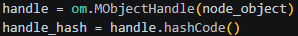 handle = om.MObjectHandle(node_object)
handle_hash = handle.hashCode()